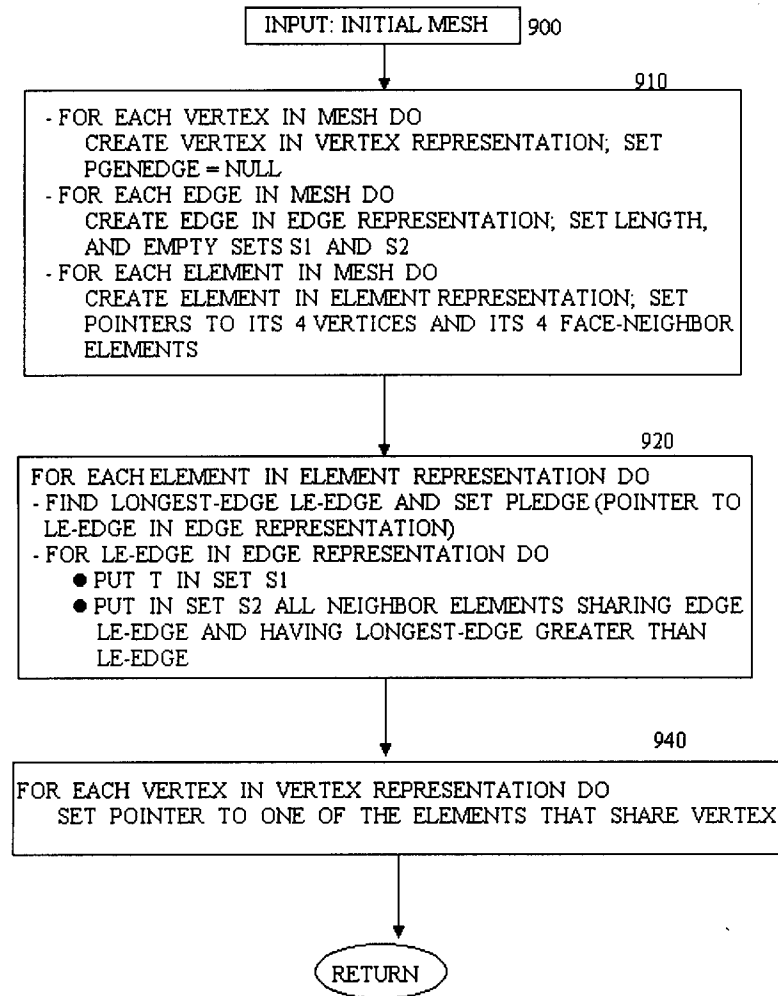 INPUT: INITIAL MESH 900
910
- FOR EACH VERTEX IN MESH DO
CREATE VERTEX IN VERTEX REPRESENTATION; SET
PGENEDGE = NULL
- FOR EACH EDGE IN MESH DO
CREATE EDGE IN EDGE REPRESENTATION; SET LENGTH,
AND EMPTY SETS S1 AND S2
- FOR EACH ELEMENT IN MESH DO
CREATE ELEMENT IN ELEMENT REPRESENTATION; SET
POINTERS TO ITS 4 VERTICES AND ITS 4 FACE-NEIGHBOR
ELEMENTS
920
FOR EACH ELEMENT IN ELEMENT REPRESENTATION DO
- FIND LONGEST-EDGE LE-EDGE AND SET PLEDGE (POINTER TO
LE-EDGE IN EDGE REPRESENTATION)
- FOR LE-EDGE IN EDGE REPRESENTATION DO
● PUT T IN SET S1
● PUT IN SET S2 ALL NEIGHBOR ELEMENTS SHARING EDGE
LE-EDGE AND HAVING LONGEST-EDGE GREATER THAN
LE-EDGE
940
FOR EACH VERTEX IN VERTEX REPRESENTATION DO
SET POINTER TO ONE OF THE ELEMENTS THAT SHARE VERTEX
RETURN